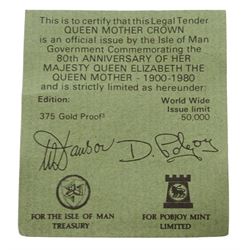 This is to certify that this Legal Tender
QUEEN MOTHER CROWN
is an official issue by the Isle of Man
Government Commemorating the
80th ANNIVERSARY OF HER
MAJESTY QUEEN ELIZABETH THE
QUEEN MOTHER - 1900-1980
and is strictly limited as hereunder:
Edition: World Wide Issue limit
375 Gold Proof² 50,000
D. Pobjoy
FOR THE ISLE OF MAN TREASURY
FOR POBJOY MINT LIMITED